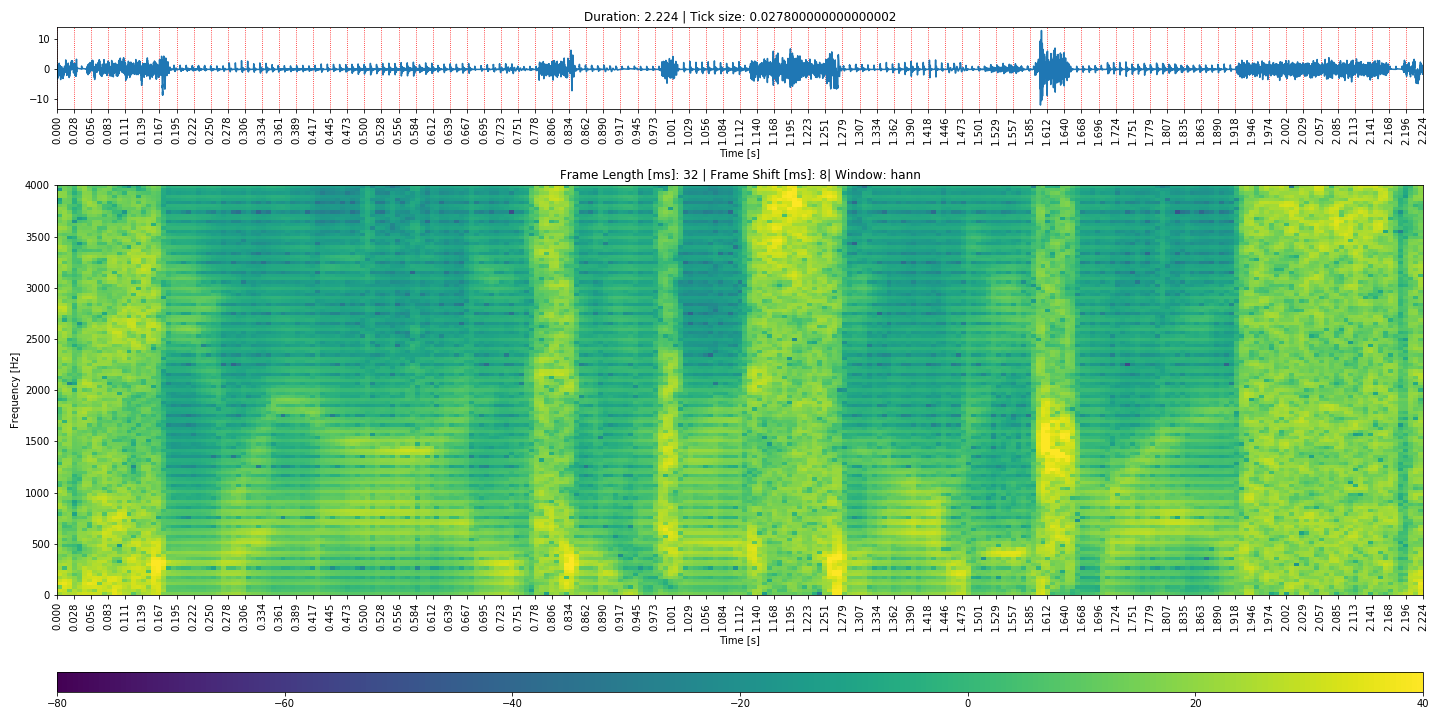 Duration: 2.224 | Tick size: 0.027800000000000002
10
0
−10
0.000 0.028 0.056 0.083 0.111 0.139 0.167 0.195 0.222 0.250 0.278 0.306 0.334 0.361 0.389 0.417 0.445 0.473 0.500 0.528 0.556 0.584 0.612 0.639 0.667 0.695 0.723 0.751 0.778 0.806 0.834 0.862 0.890 0.917 0.945 0.973 1.001 1.029 1.056 1.084 1.112 1.140 1.168 1.195 1.223 1.251 1.279 1.307 1.334 1.362 1.390 1.418 1.446 1.473 1.501 1.529 1.557 1.585 1.612 1.640 1.668 1.696 1.724 1.751 1.779 1.807 1.835 1.863 1.890 1.918 1.946 1.974 2.002 2.029 2.057 2.085 2.113 2.141 2.168 2.196 2.224
Time [s]
Frame Length [ms]: 32 | Frame Shift [ms]: 8| Window: hann
Frequency [Hz]
4000
3500
3000
2500
2000
1500
1000
500
0
0.000 0.028 0.056 0.083 0.111 0.139 0.167 0.195 0.222 0.250 0.278 0.306 0.334 0.361 0.389 0.417 0.445 0.473 0.500 0.528 0.556 0.584 0.612 0.639 0.667 0.695 0.723 0.751 0.778 0.806 0.834 0.862 0.890 0.917 0.945 0.973 1.001 1.029 1.056 1.084 1.112 1.140 1.168 1.195 1.223 1.251 1.279 1.307 1.334 1.362 1.390 1.418 1.446 1.473 1.501 1.529 1.557 1.585 1.612 1.640 1.668 1.696 1.724 1.751 1.779 1.807 1.835 1.863 1.890 1.918 1.946 1.974 2.002 2.029 2.057 2.085 2.113 2.141 2.168 2.196 2.224
Time [s]
−80 −60 −40 −20 0 20 40